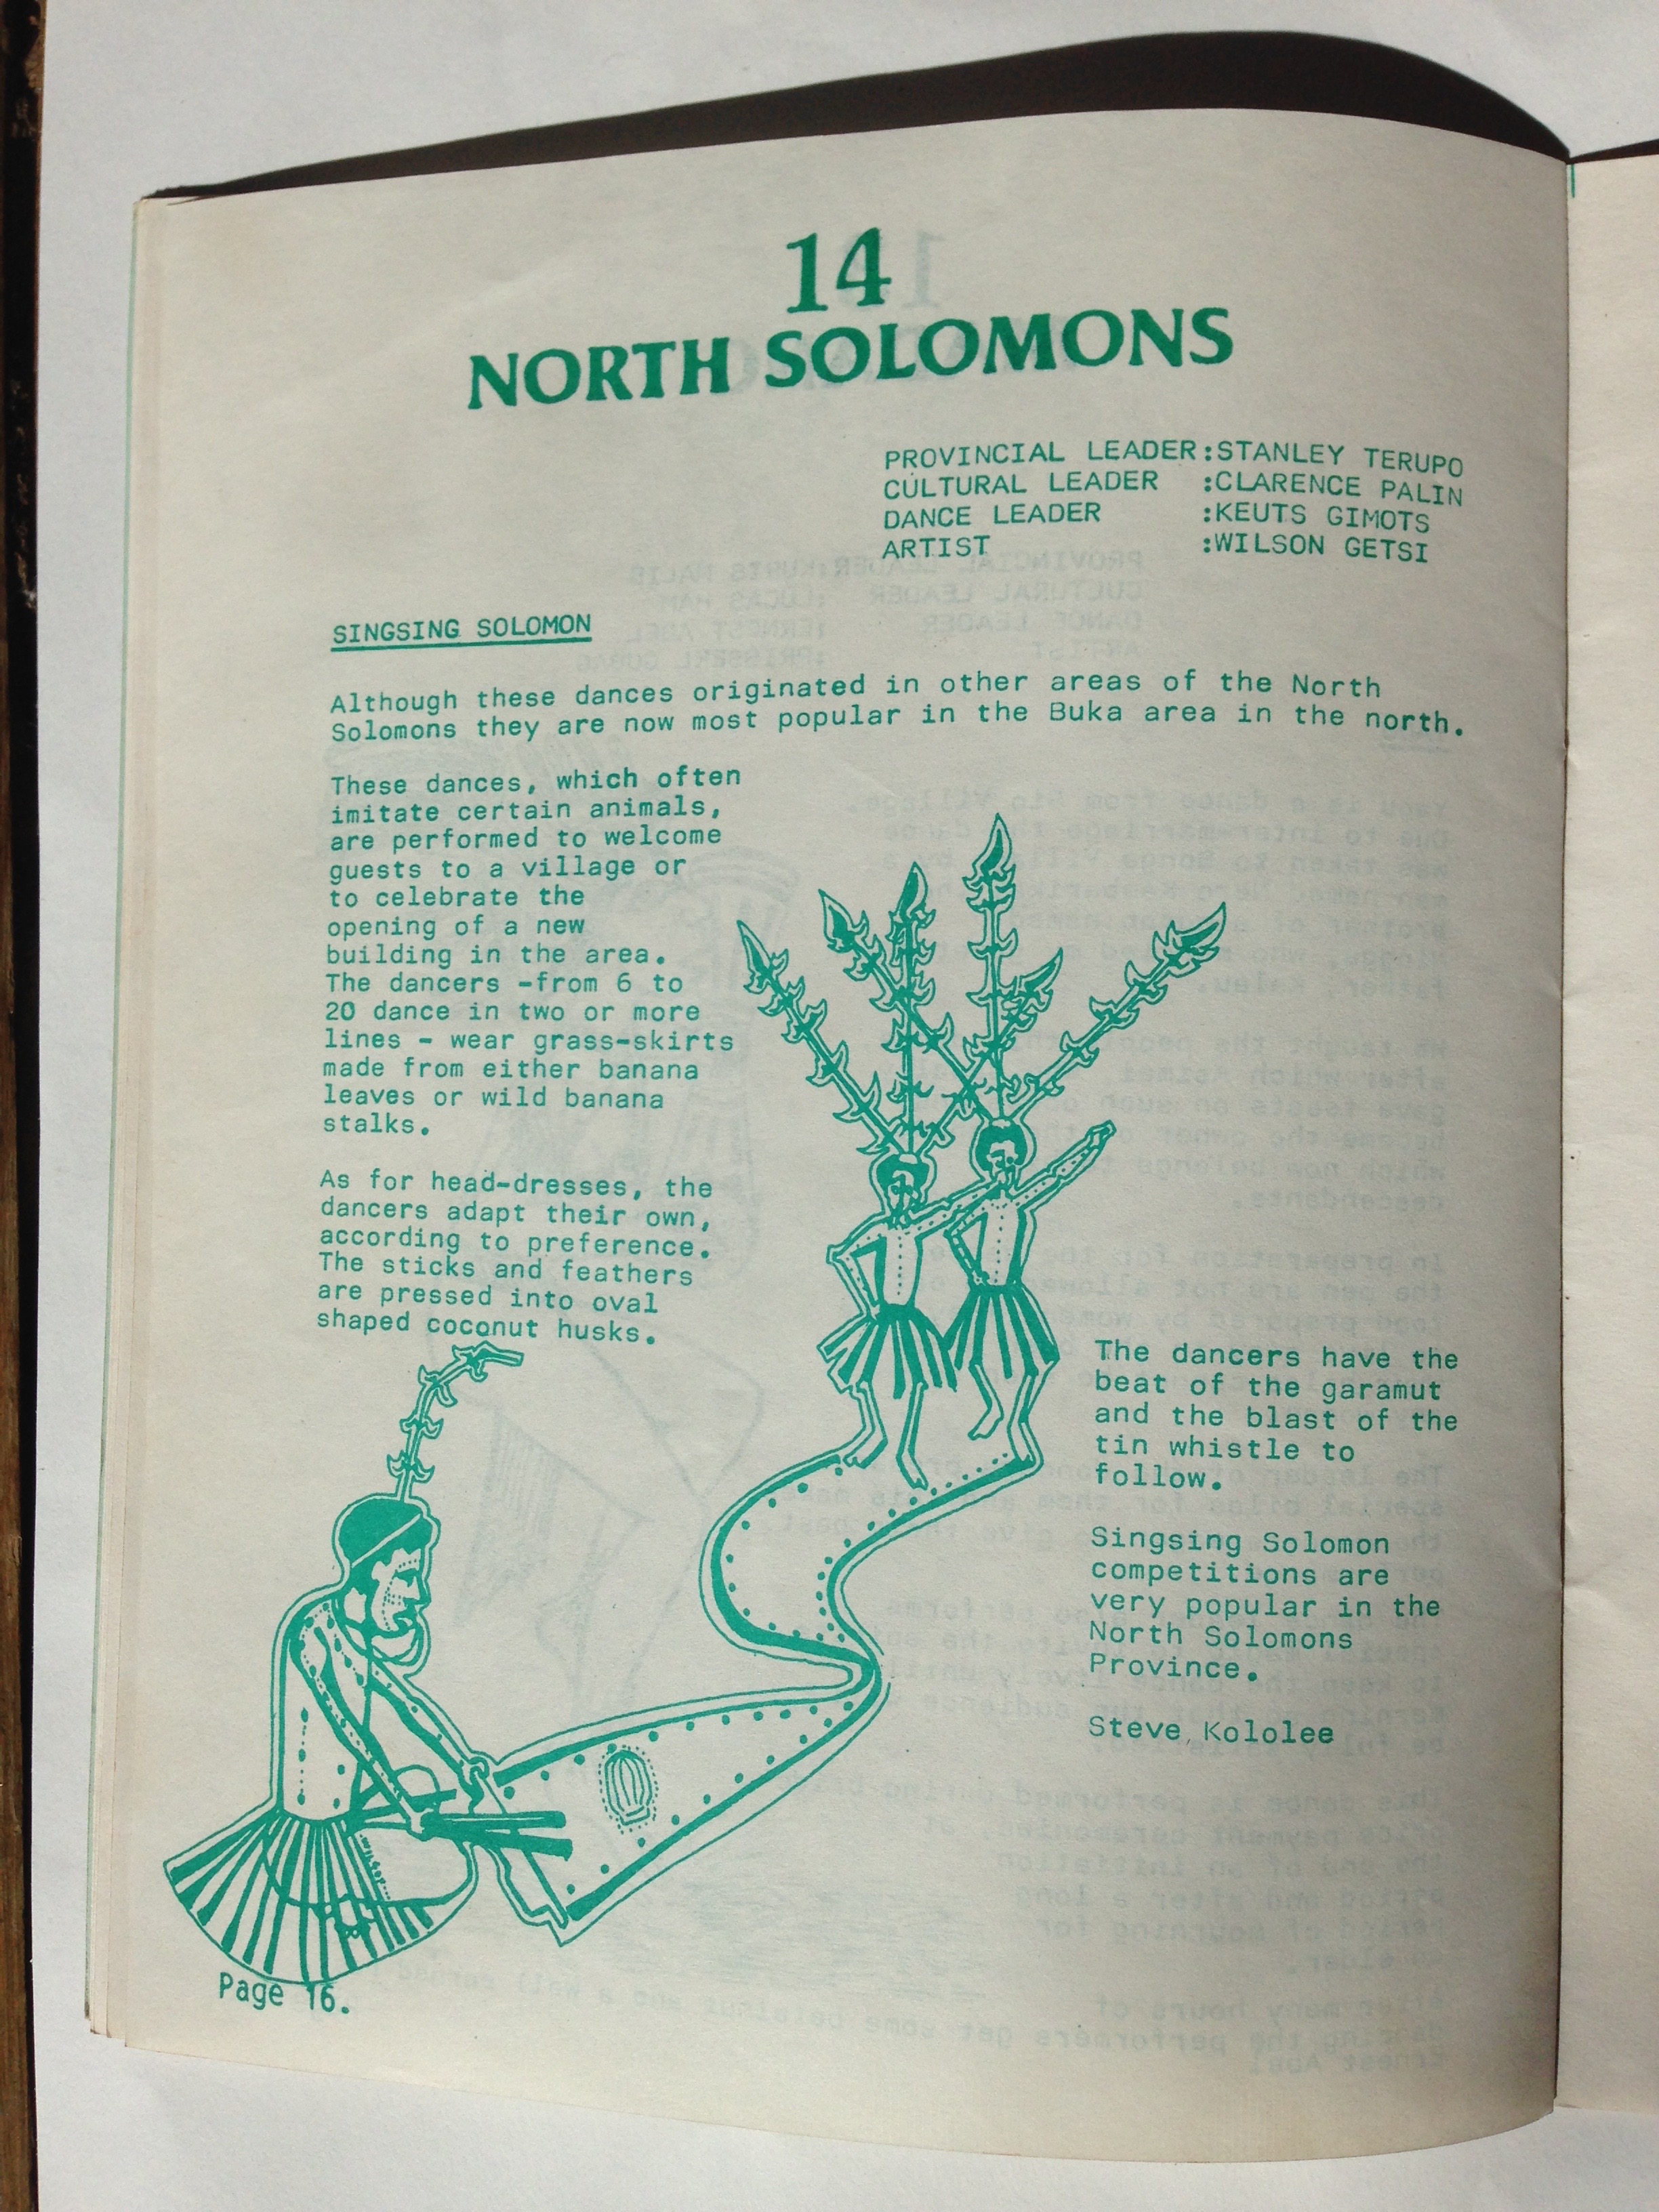 14
NORTH SOLOMONS
PROVINCIAL LEADER:STANLEY TERUPO
CULTURAL LEADER :CLARENCE PALIN
DANCE LEADER :KEUTS GIMOTS
ARTIST :WILSON GETSI
SINGSING SOLOMON
Although these dances originated in other areas of the North
Solomons they are now most popular in the Buka area in the north.
These dances, which often
imitate certain animals,
are performed to welcome
guests to a village or
to celebrate the
opening of a new
building in the area.
The dancers -from 6 to
20 dance in two or more
lines - wear grass-skirts
made from either banana
leaves or wild banana
stalks.
As for head-dresses, the
dancers adapt their own,
according to preference.
The sticks and feathers
are pressed into oval
shaped coconut husks.
The dancers have the
beat of the garamut
and the blast of the
tin whistle to
follow.
Singsing Solomon
competitions are
very popular in the
North Solomons
Province.
Steve Kololee
Page 16.